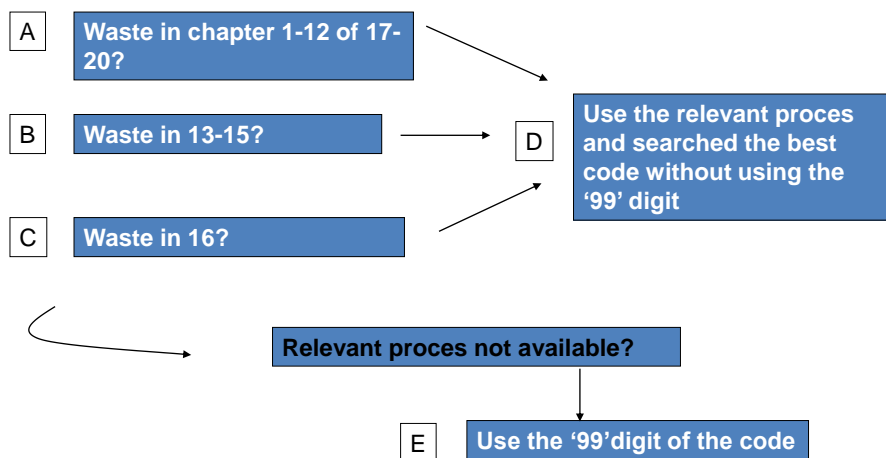 A
Waste in chapter 1-12 of 17-
20?
B
Waste in 13-15?
C
Waste in 16?
D
Use the relevant proces
and searched the best
code without using the
‘99’ digit
Relevant proces not available?
E
Use the ‘99’digit of the code